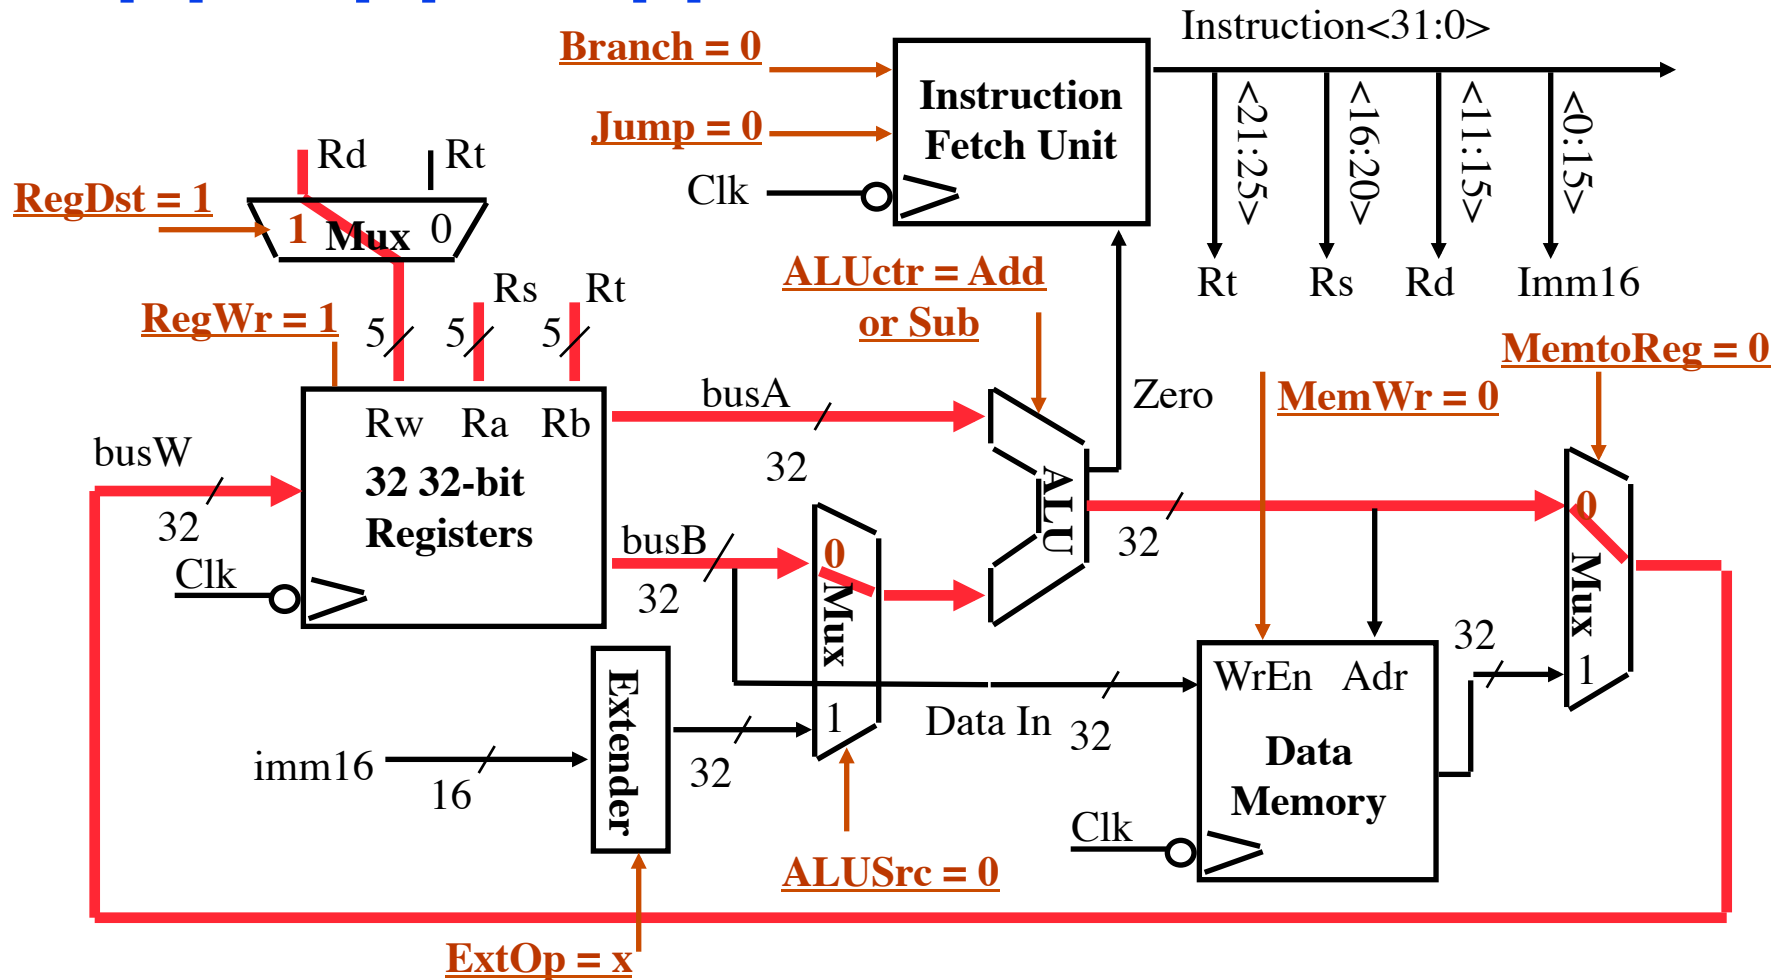 Instruction<31:0>
Branch = 0
Instruction
Fetch Unit
Jump = 0
Clk
<21:25>
<16:20>
<11:15>
<0:15>
Rt
Rs
Rd
Imm16
Rd
Rt
RegDst = 1
1
Mux
0
RegWr = 1
5
5
Rs
5
Rt
ALUctr = Add
or Sub
MemtoReg = 0
MemWr = 0
Zero
busA
32
busW
32
Rw
Ra
Rb
32 32-bit
Registers
Clk
busB
32
0
Mux
1
ALU
32
0
Mux
1
32
WrEn
Adr
Data
Memory
Clk
Data In
32
Extender
imm16
16
32
ALUSrc = 0
ExtOp = x